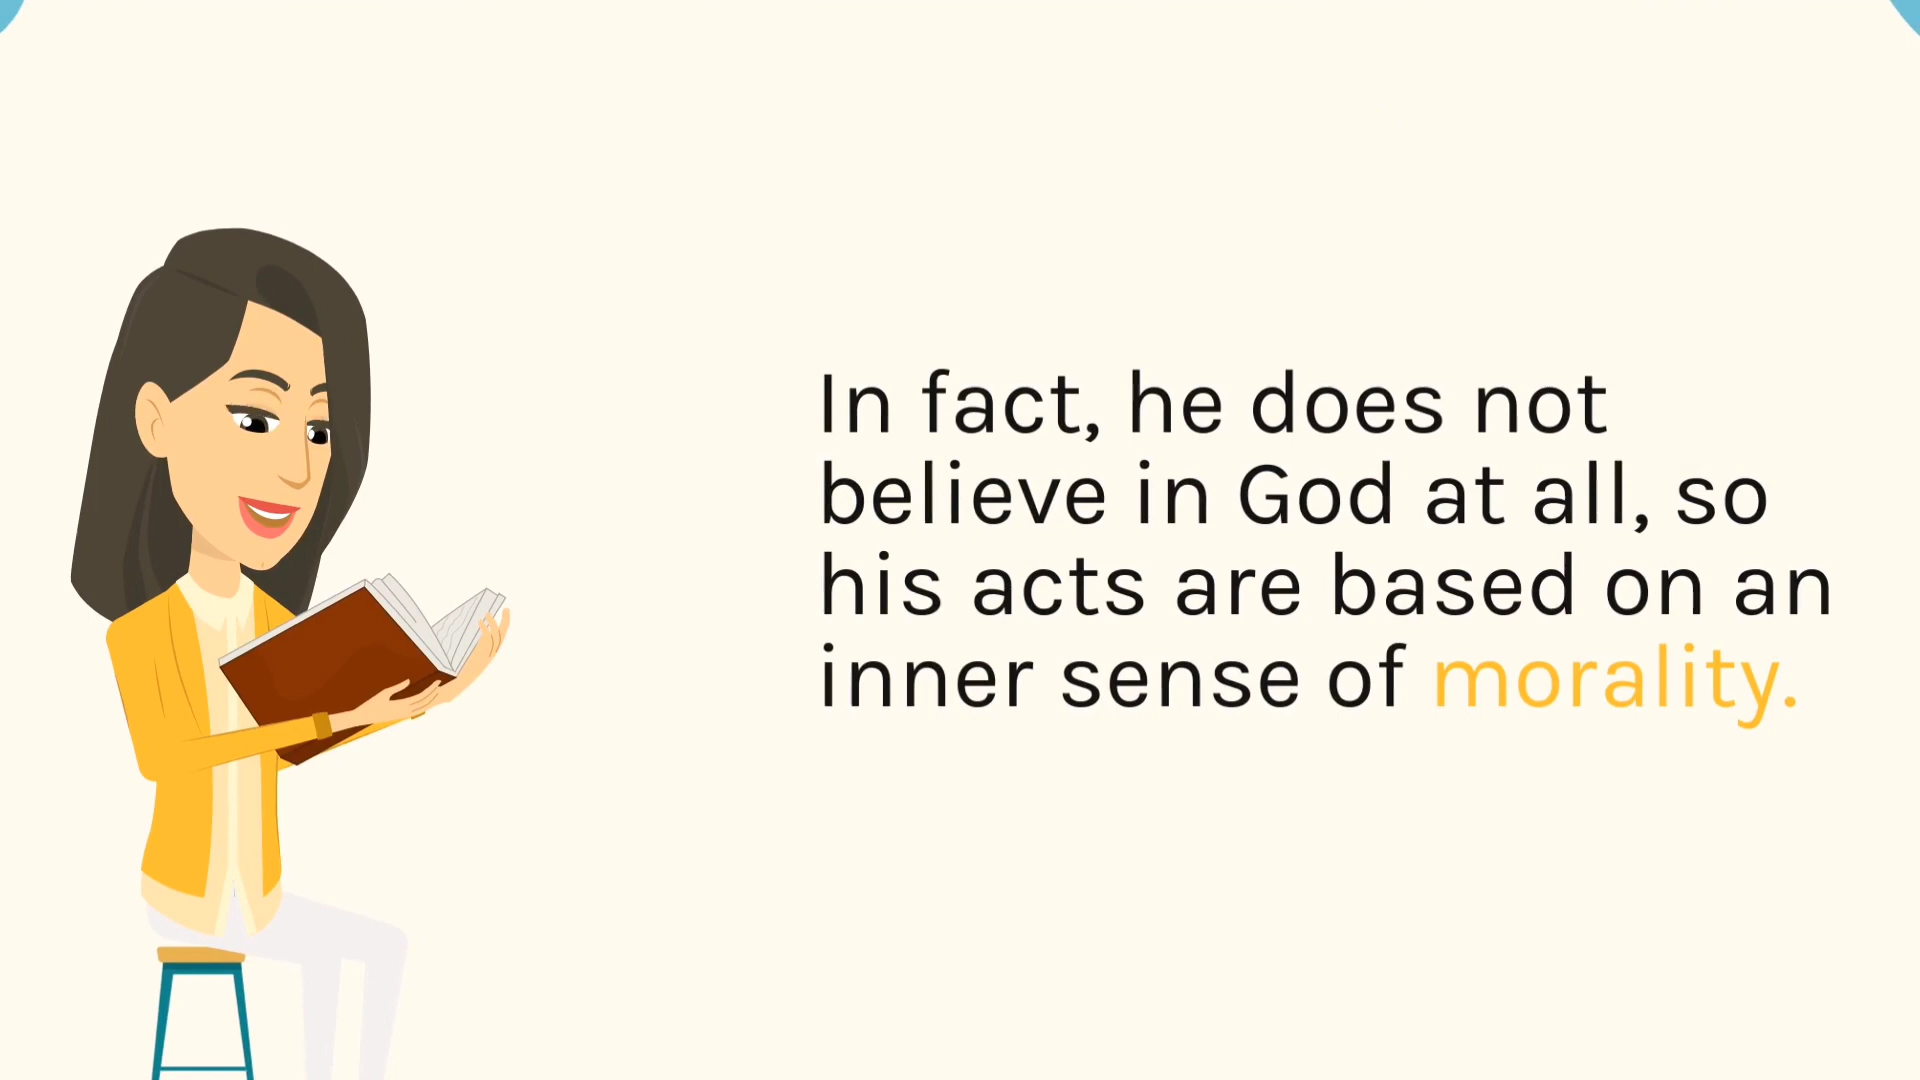 In fact, he does not
believe in God at all, so
his acts are based on an
inner sense of morality.